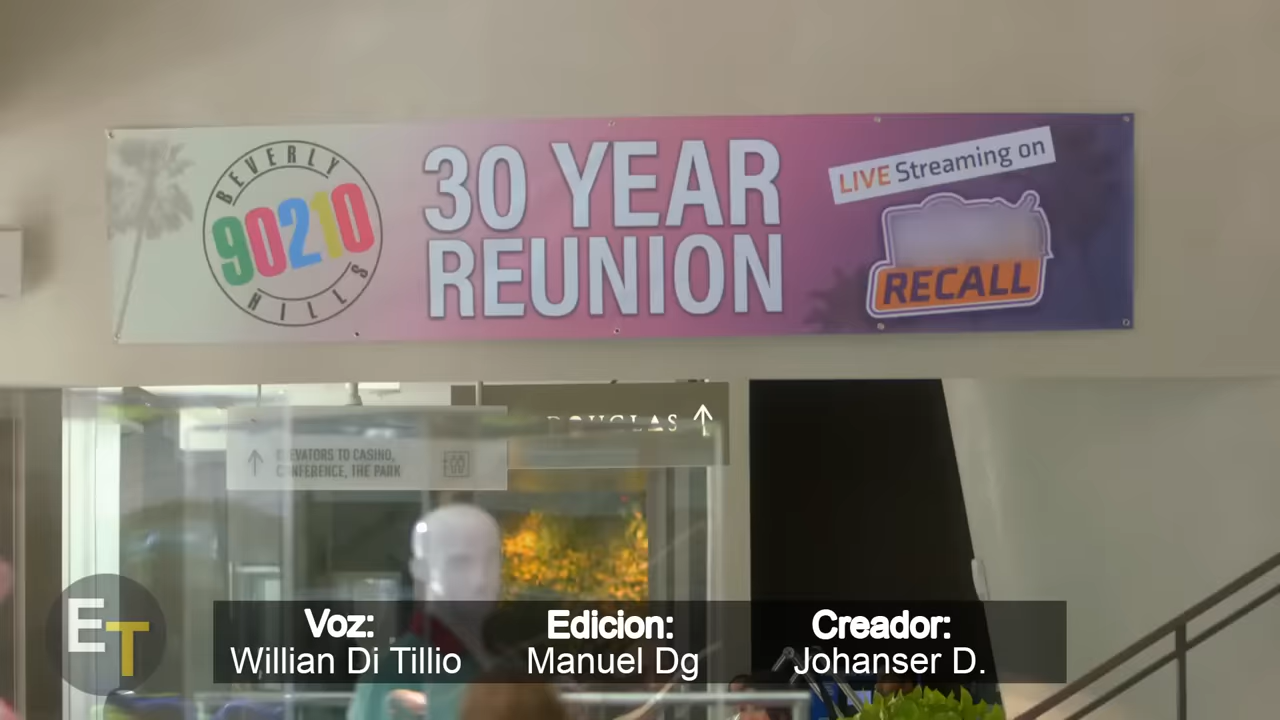 BEVERLY
90210
HILLS
30 YEAR
REUNION
LIVE Streaming on
RECALL
DOUGLAS
ELEVATORS TO CASINO,
CONFERENCE, THE PARK
ET
Voz:
Willian Di Tillio
Edicion:
Manuel Dg
Creador:
Johanser D.